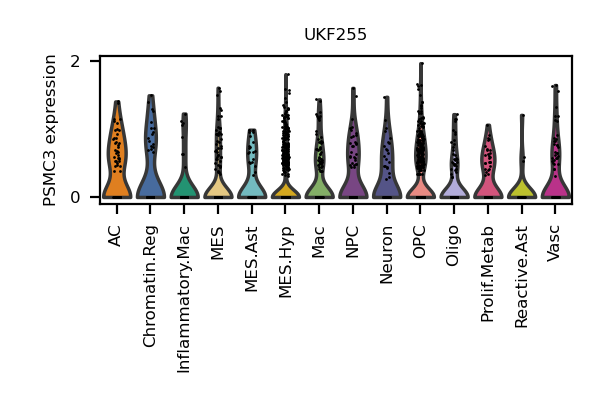 UKF255
PSMC3 expression
2
0
AC
Chromatin.Reg
Inflammatory.Mac
MES
MES.Ast
MES.Hyp
Mac
NPC
Neuron
OPC
Oligo
Prolif.Metab
Reactive.Ast
Vasc